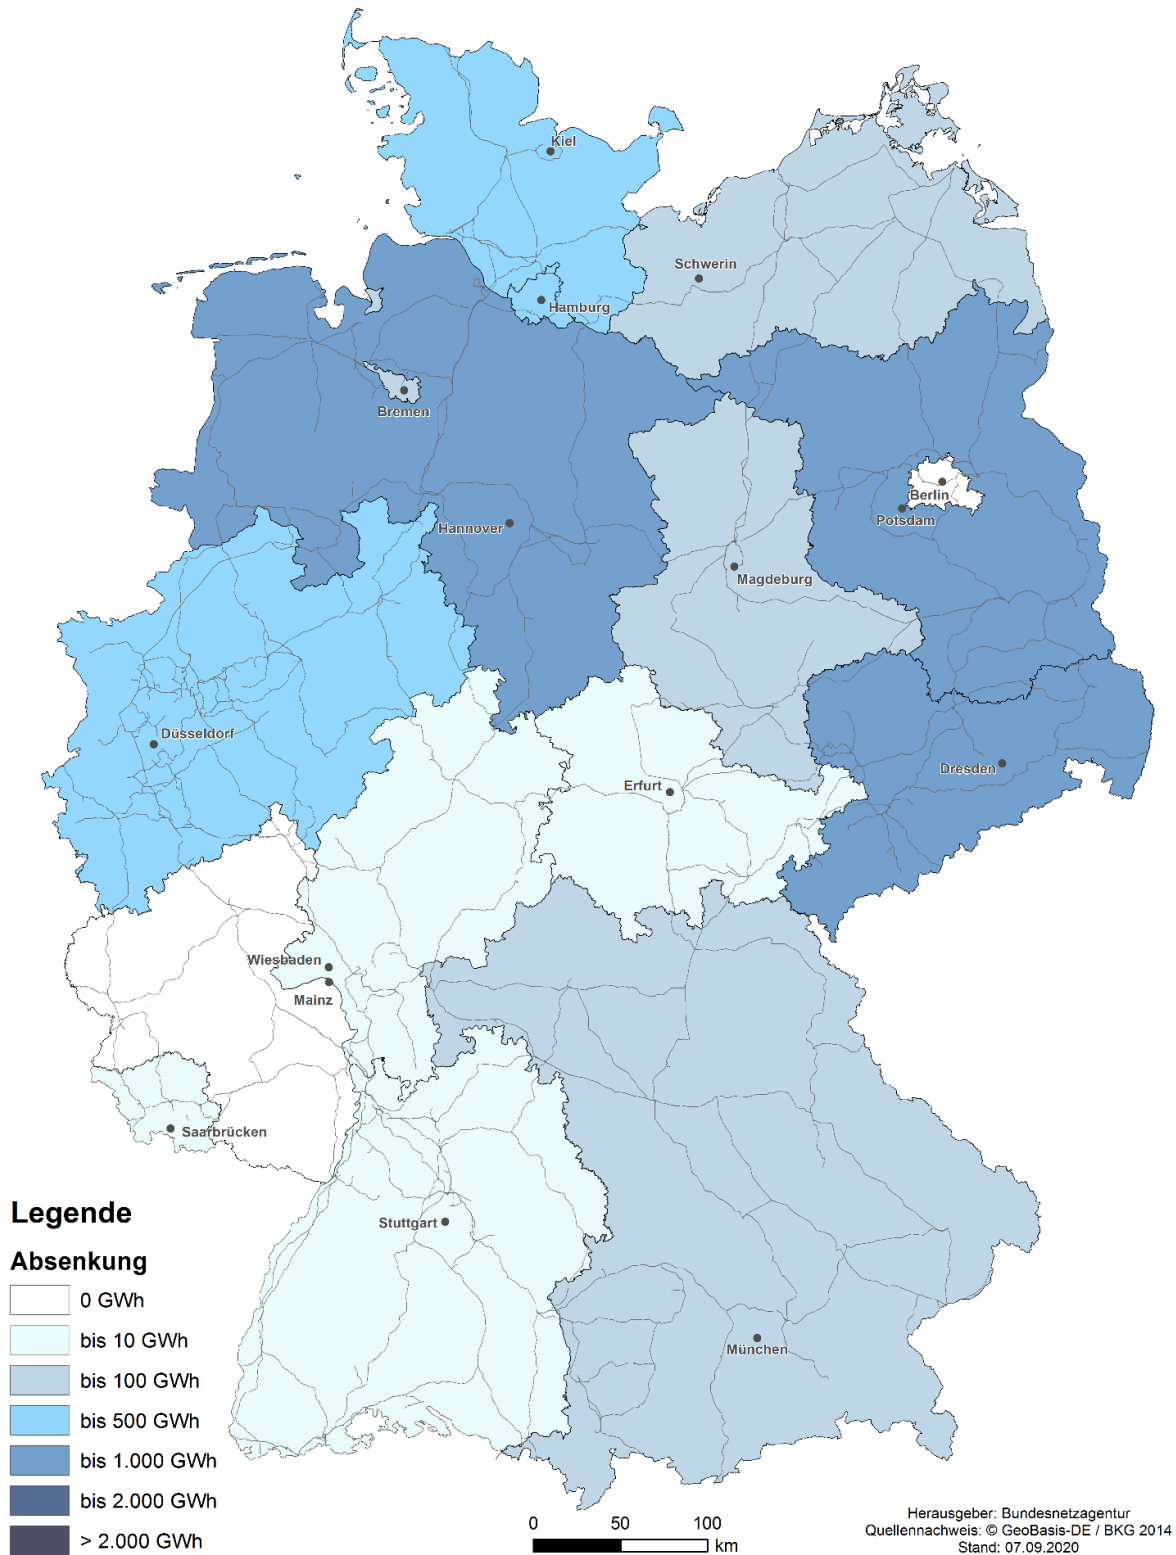 Kiel
Schwerin
Hamburg
Bremen
Berlin
Potsdam
Hannover
Magdeburg
Düsseldorf
Dresden
Erfurt
Wiesbaden
Mainz
Saarbrücken
Stuttgart
München
Legende
Absenkung
0 GWh
bis 10 GWh
bis 100 GWh
bis 500 GWh
bis 1.000 GWh
bis 2.000 GWh
> 2.000 GWh
0 50 100
km
Herausgeber: Bundesnetzagentur
Quellennachweis: © GeoBasis-DE / BKG 2014
Stand: 07.09.2020